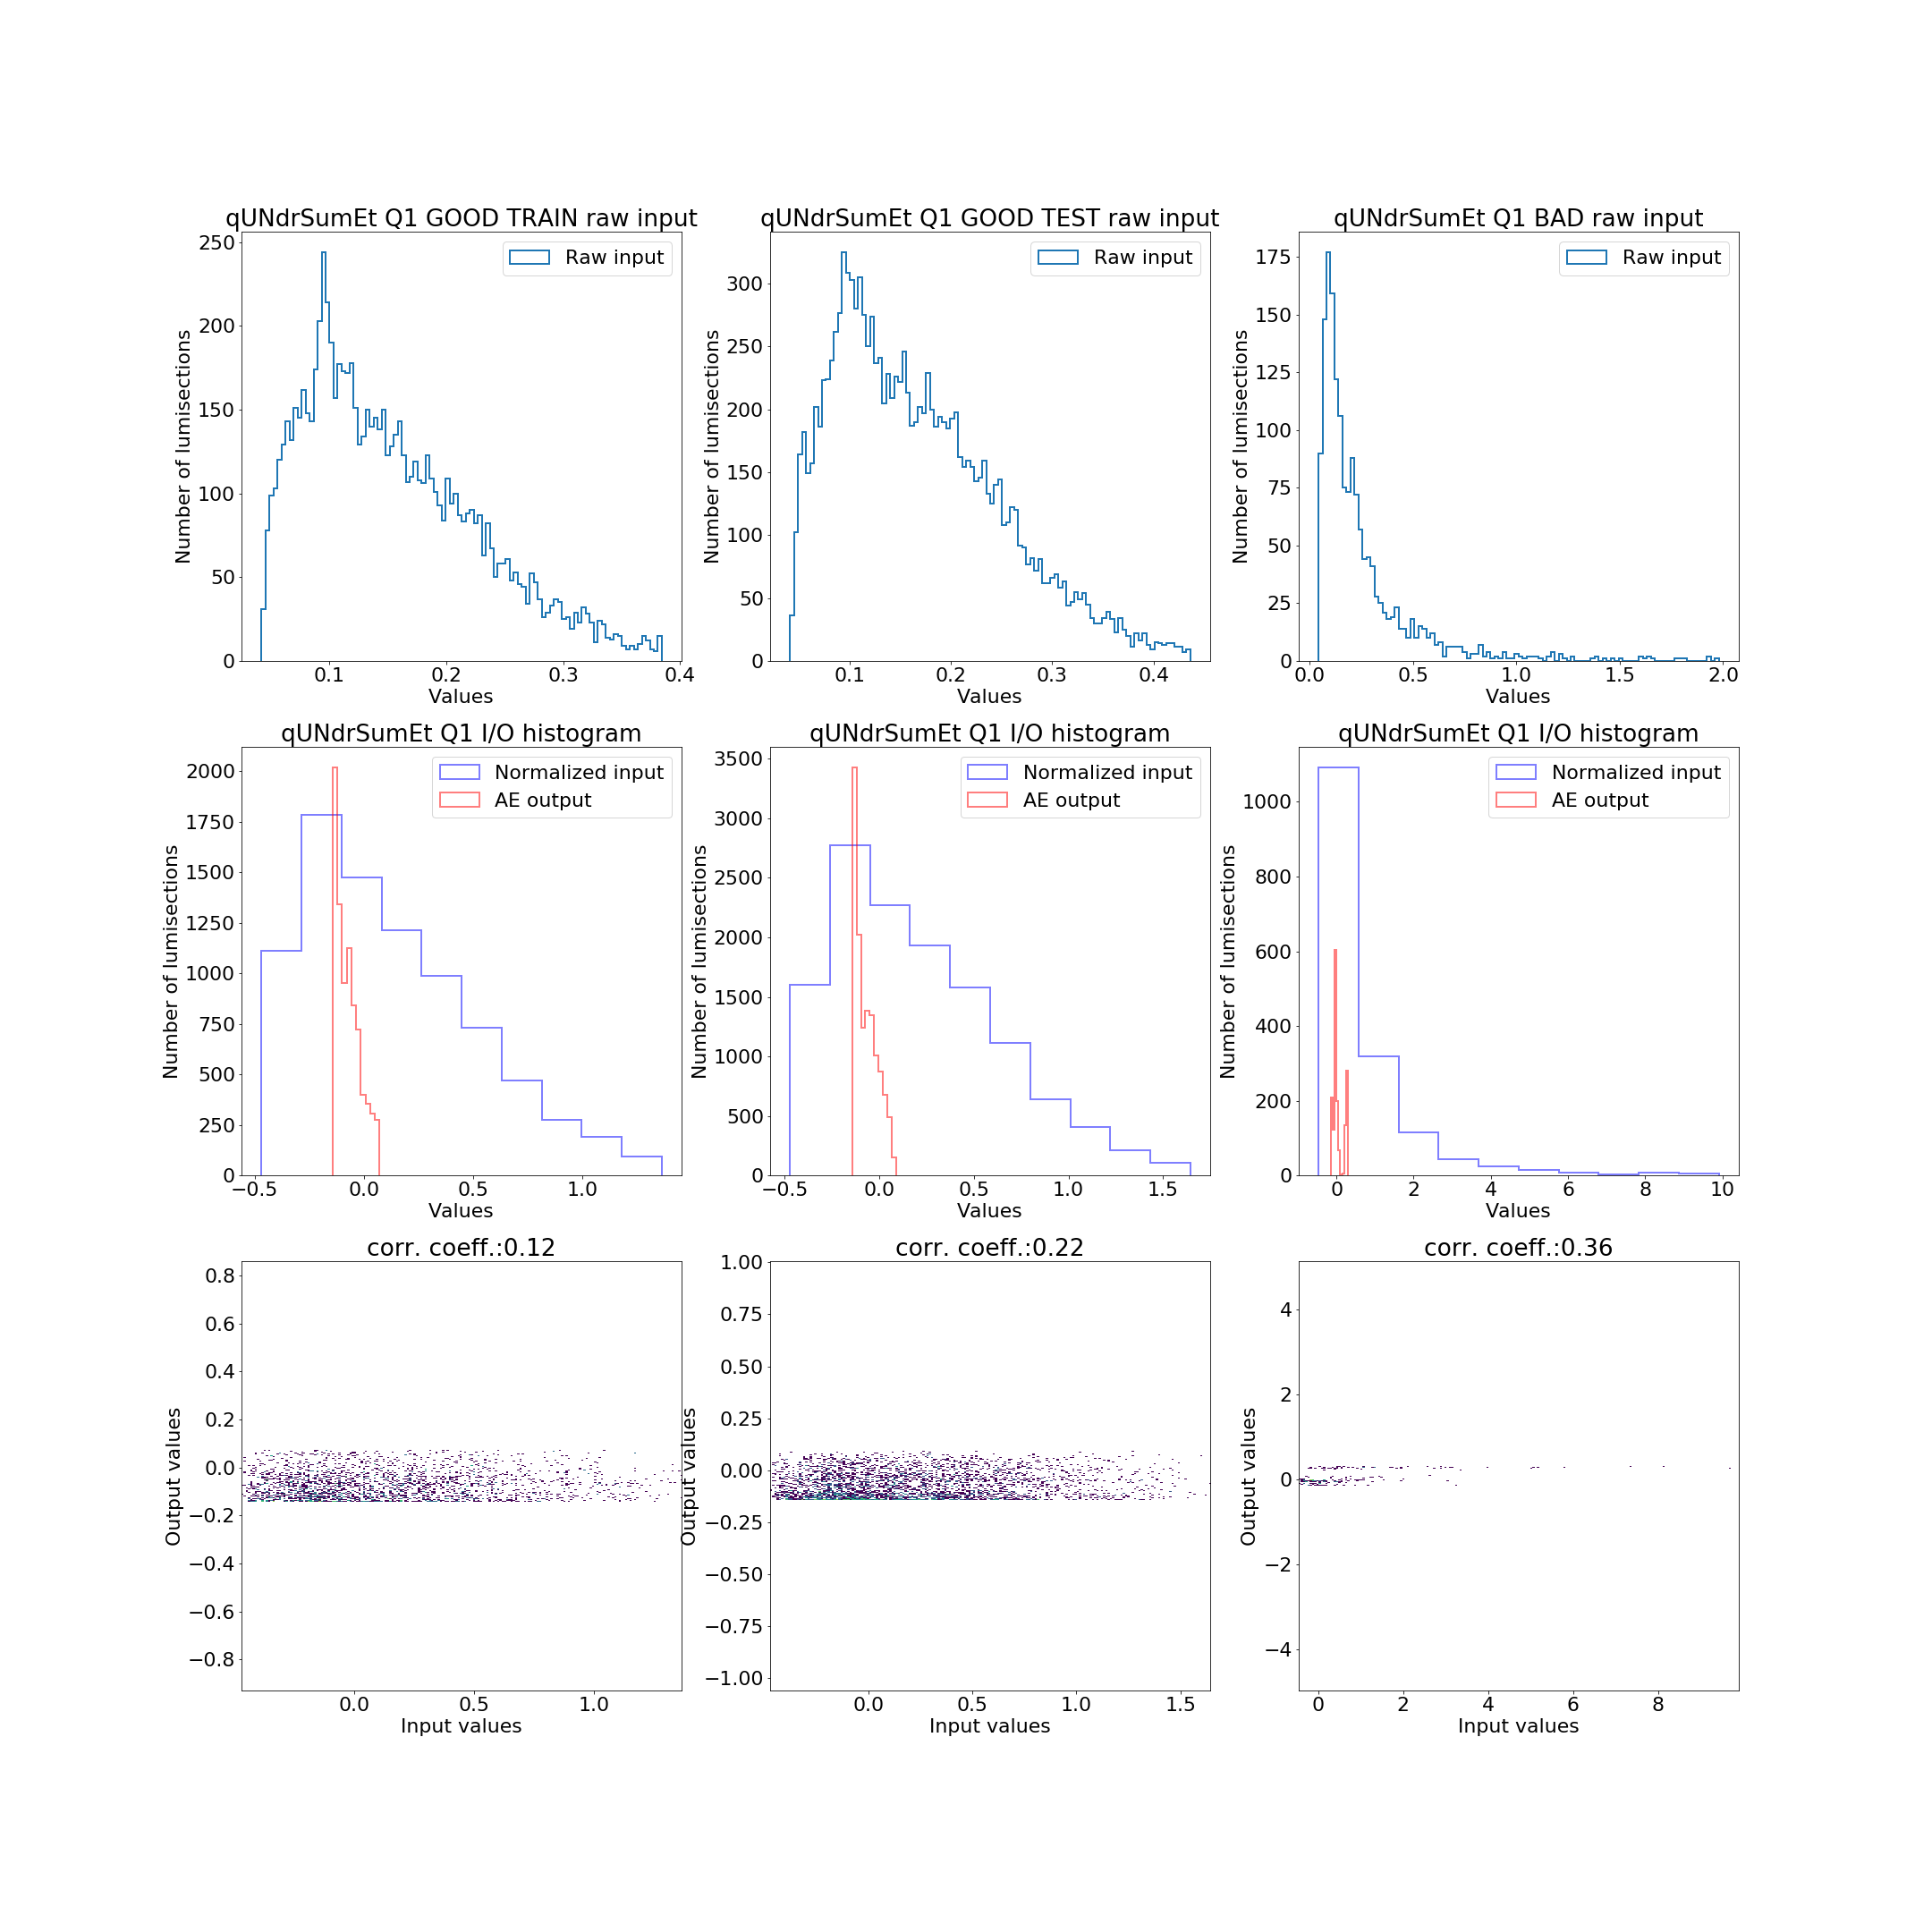 qUNdrSumEt Q1 GOOD TRAIN raw input
Raw input
250
200
150
100
50
0
Number of lumisections
0.1 0.2 0.3 0.4
Values
qUNdrSumEt Q1 GOOD TEST raw input
Raw input
300
250
200
150
100
50
0
Number of lumisections
0.1 0.2 0.3 0.4
Values
qUNdrSumEt Q1 BAD raw input
Raw input
175
150
125
100
75
50
25
0
Number of lumisections
0.0 0.5 1.0 1.5 2.0
Values
qUNdrSumEt Q1 I/O histogram
Normalized input
AE output
2000
1750
1500
1250
1000
750
500
250
0
Number of lumisections
−0.5 0.0 0.5 1.0
Values
qUNdrSumEt Q1 I/O histogram
Normalized input
AE output
3500
3000
2500
2000
1500
1000
500
0
Number of lumisections
−0.5 0.0 0.5 1.0 1.5
Values
qUNdrSumEt Q1 I/O histogram
Normalized input
AE output
1000
800
600
400
200
0
Number of lumisections
0 2 4 6 8 10
Values
corr. coeff.:0.12
0.8
0.6
0.4
0.2
0.0
−0.2
−0.4
−0.6
−0.8
Output values
0.0 0.5 1.0
Input values
corr. coeff.:0.22
1.00
0.75
0.50
0.25
0.00
−0.25
−0.50
−0.75
−1.00
Output values
0.0 0.5 1.0 1.5
Input values
corr. coeff.:0.36
4
2
0
−2
−4
Output values
0 2 4 6 8
Input values